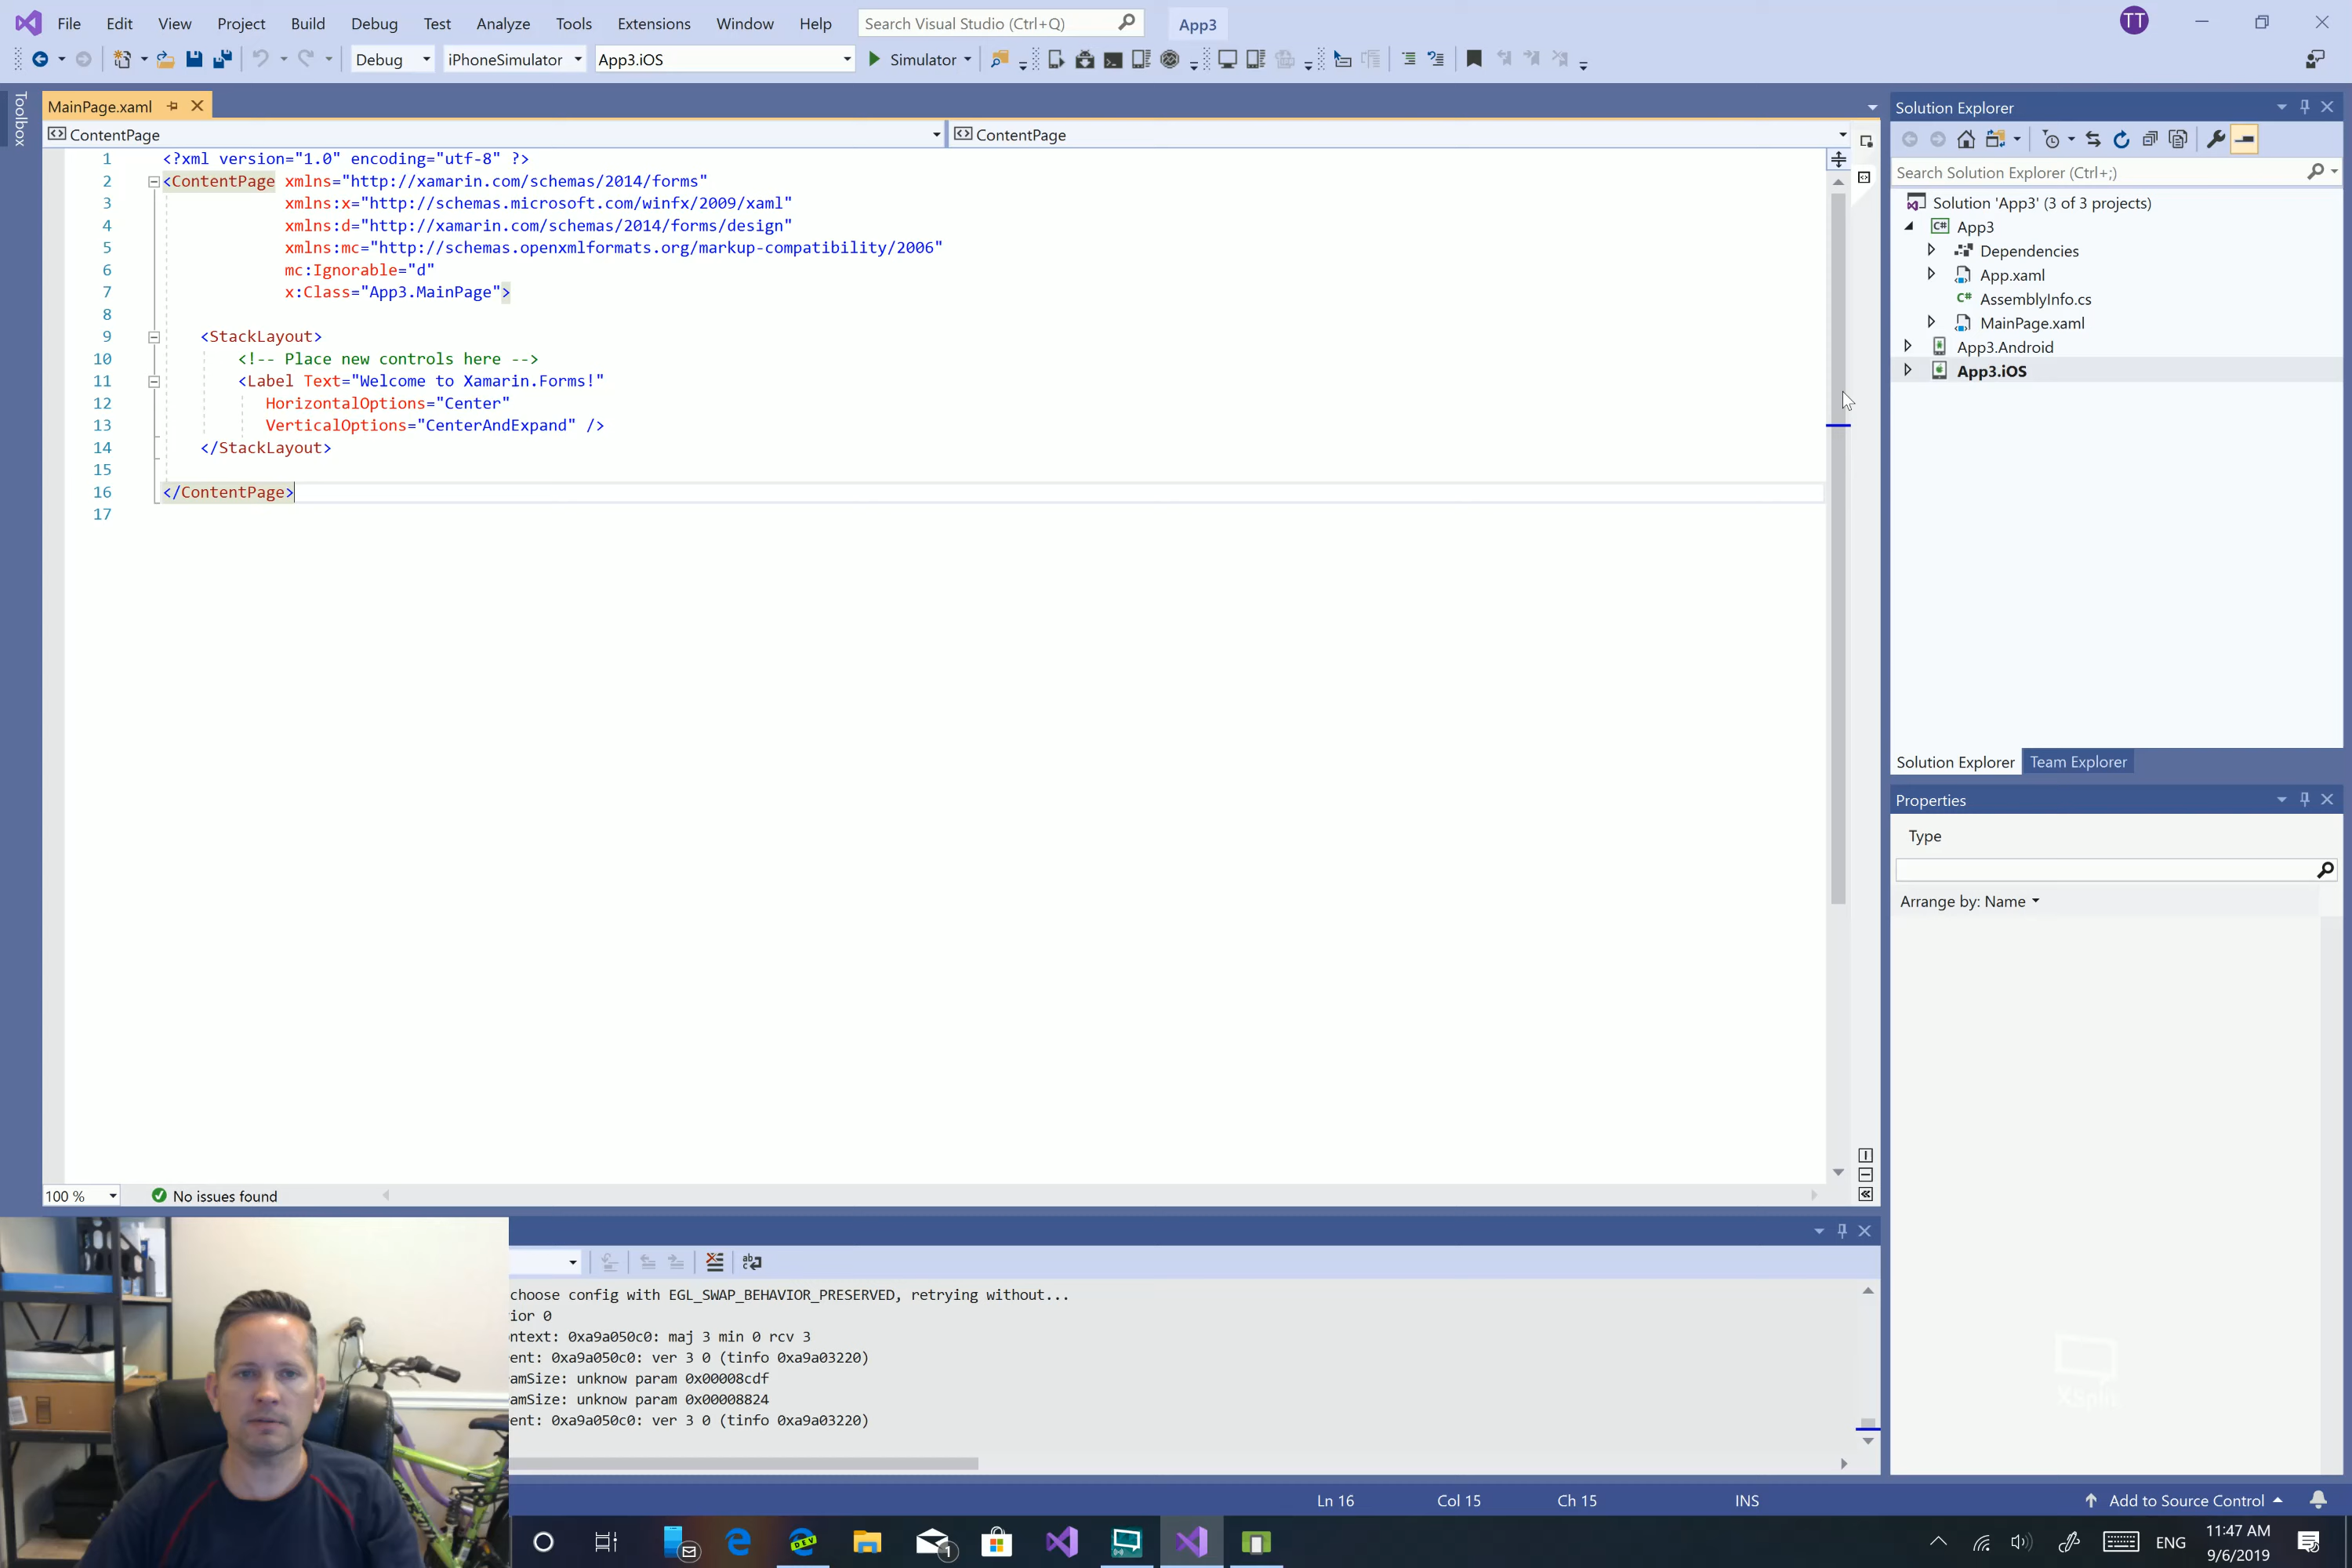 File Edit View Project Build Debug Test Analyze Tools Extensions Window Help Search Visual Studio (Ctrl+Q) App3 TT
Debug iPhoneSimulator App3.iOS Simulator
Toolbox
MainPage.xaml
ContentPage ContentPage
1 <?xml version="1.0" encoding="utf-8" ?>
2 <ContentPage xmlns="http://xamarin.com/schemas/2014/forms"
3 xmlns:x="http://schemas.microsoft.com/winfx/2009/xaml"
4 xmlns:d="http://xamarin.com/schemas/2014/forms/design"
5 xmlns:mc="http://schemas.openxmlformats.org/markup-compatibility/2006"
6 mc:Ignorable="d"
7 x:Class="App3.MainPage">
8
9 <StackLayout>
10 <!-- Place new controls here -->
11 <Label Text="Welcome to Xamarin.Forms!"
12 HorizontalOptions="Center"
13 VerticalOptions="CenterAndExpand" />
14 </StackLayout>
15
16 </ContentPage>
17
100 % No issues found
Solution Explorer
Search Solution Explorer (Ctrl+;)
Solution 'App3' (3 of 3 projects)
C# App3
Dependencies
App.xaml
C# AssemblyInfo.cs
MainPage.xaml
App3.Android
App3.iOS
Solution Explorer Team Explorer
Properties
Type
Arrange by: Name
choose config with EGL_SWAP_BEHAVIOR_PRESERVED, retrying without...
ior 0
ntext: 0xa9a050c0: maj 3 min 0 rcv 3
ent: 0xa9a050c0: ver 3 0 (tinfo 0xa9a03220)
amSize: unknow param 0x00008cdf
amSize: unknow param 0x00008824
ent: 0xa9a050c0: ver 3 0 (tinfo 0xa9a03220)
XSplit
Ln 16 Col 15 Ch 15 INS Add to Source Control
DEV 1 ENG 11:47 AM
9/6/2019